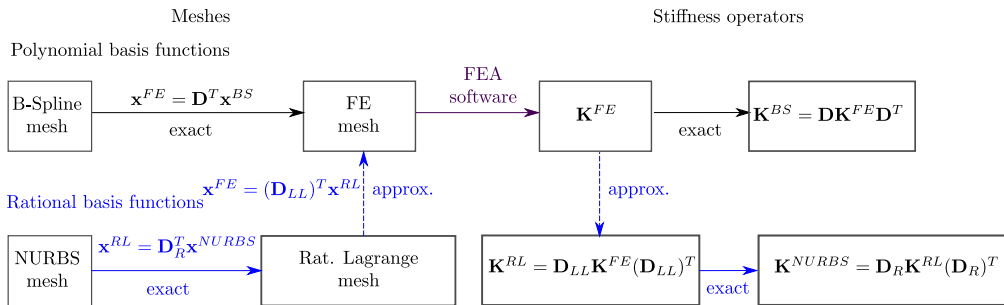 Meshes
Stiffness operators
Polynomial basis functions
B-Spline
mesh
x^{FE} = D^T x^{BS}
exact
FE
mesh
FEA
software
K^{FE}
exact
K^{BS} = DK^{FE}D^T
x^{FE} = (D_{LL})^T x^{RL}
approx.
approx.
Rational basis functions
NURBS
mesh
x^{RL} = D_R^T x^{NURBS}
exact
Rat. Lagrange
mesh
K^{RL} = D_{LL}K^{FE}(D_{LL})^T
exact
K^{NURBS} = D_R K^{RL}(D_R)^T